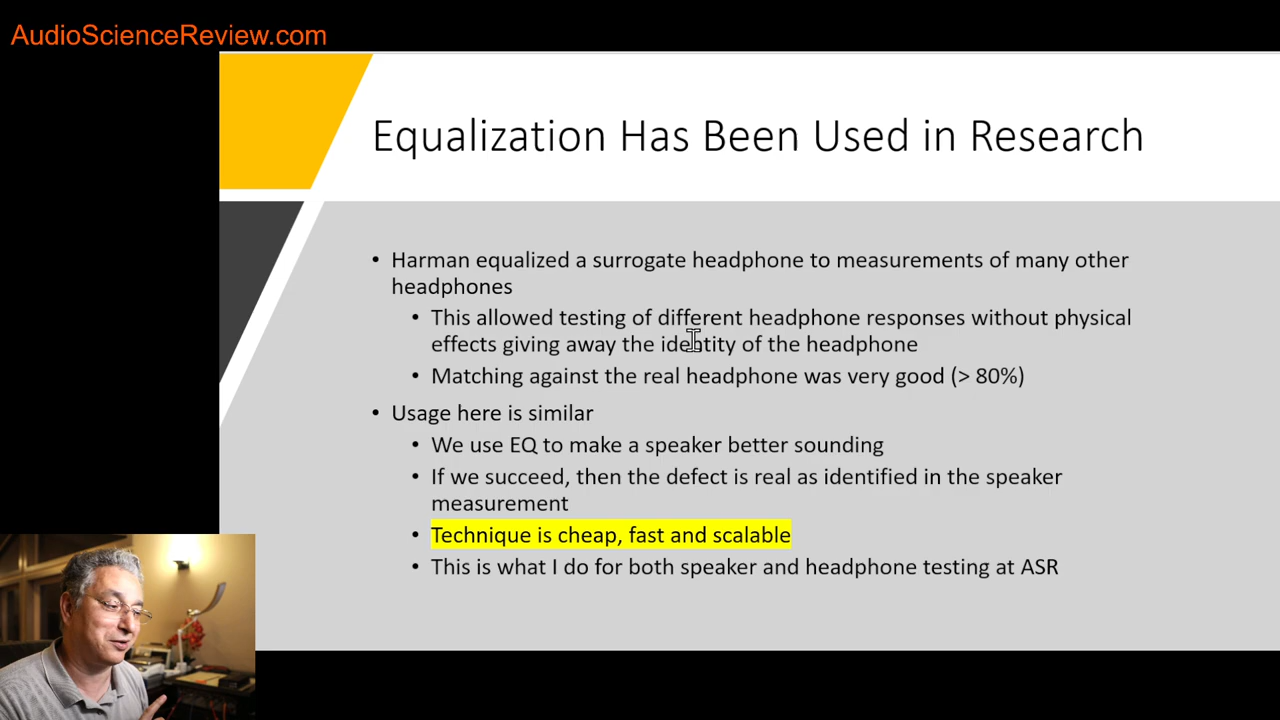 AudioScienceReview.com
Equalization Has Been Used in Research
• Harman equalized a surrogate headphone to measurements of many other
headphones
• This allowed testing of different headphone responses without physical
effects giving away the identity of the headphone
• Matching against the real headphone was very good (> 80%)
• Usage here is similar
• We use EQ to make a speaker better sounding
• If we succeed, then the defect is real as identified in the speaker
measurement
• Technique is cheap, fast and scalable
• This is what I do for both speaker and headphone testing at ASR